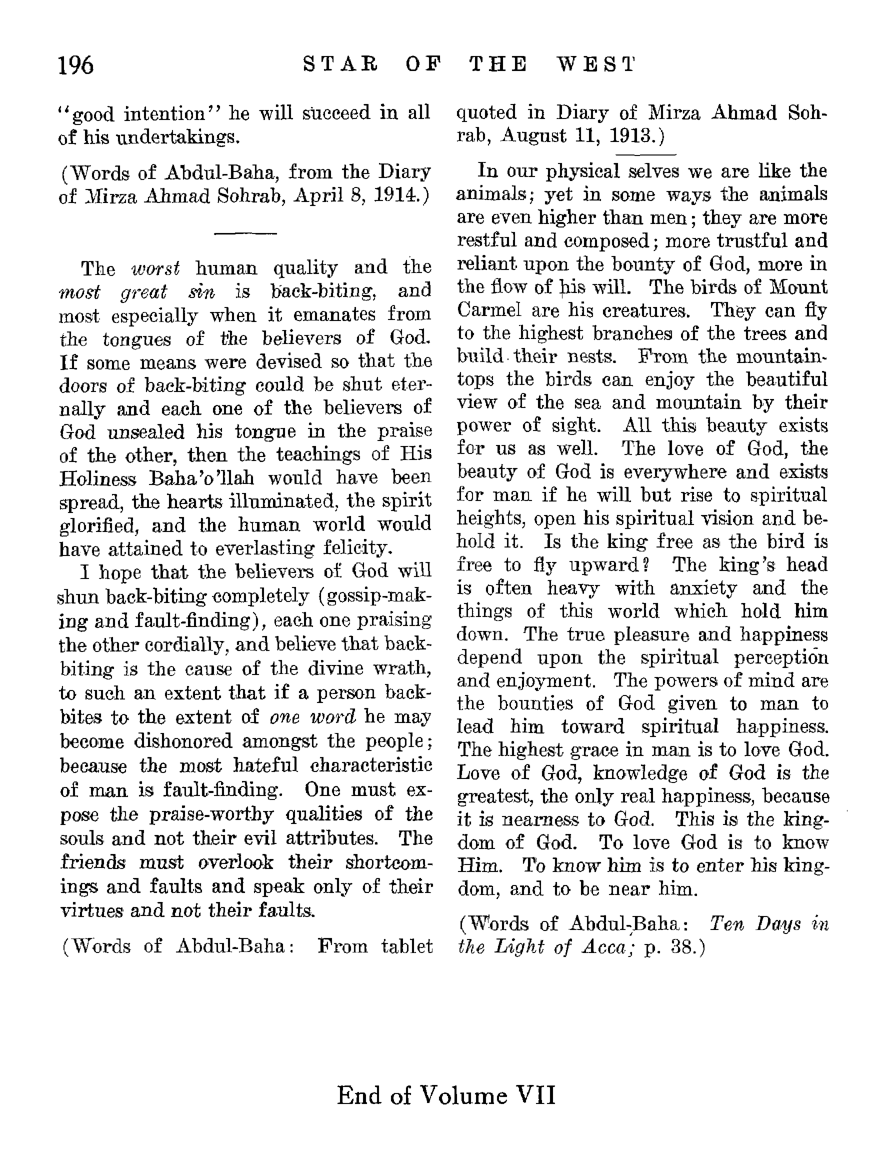 196 STAR OF THE WEST
"good intention" he will succeed in all
of his undertakings.
(Words of Abdul-Baha, from the Diary
of Mirza Ahmad Sohrab, April 8, 1914.)
The worst human quality and the
most great sin is back-biting, and
most especially when it emanates from
the tongues of the believers of God.
If some means were devised so that the
doors of back-biting could be shut eter-
nally and each one of the believers of
God unsealed his tongue in the praise
of the other, then the teachings of His
Holiness Baha'o'llah would have been
spread, the hearts illuminated, the spirit
glorified, and the human world would
have attained to everlasting felicity.
I hope that the believers of God will
shun back-biting completely (gossip-mak-
ing and fault-finding), each one praising
the other cordially, and believe that back-
biting is the cause of the divine wrath,
to such an extent that if a person back-
bites to the extent of one word he may
become dishonored amongst the people;
because the most hateful characteristic
of man is fault-finding. One must ex-
pose the praise-worthy qualities of the
souls and not their evil attributes. The
friends must overlook their shortcom-
ings and faults and speak only of their
virtues and not their faults.
(Words of Abdul-Baha: From tablet
quoted in Diary of Mirza Ahmad Soh-
rab, August 11, 1913.)
In our physical selves we are like the
animals; yet in some ways the animals
are even higher than men; they are more
restful and composed; more trustful and
reliant upon the bounty of God, more in
the flow of his will. The birds of Mount
Carmel are his creatures. They can fly
to the highest branches of the trees and
build their nests. From the mountain-
tops the birds can enjoy the beautiful
view of the sea and mountain by their
power of sight. All this beauty exists
for us as well. The love of God, the
beauty of God is everywhere and exists
for man if he will but rise to spiritual
heights, open his spiritual vision and be-
hold it. Is the king free as the bird is
free to fly upward? The king's head
is often heavy with anxiety and the
things of this world which hold him
down. The true pleasure and happiness
depend upon the spiritual perception
and enjoyment. The powers of mind are
the bounties of God given to man to
lead him toward spiritual happiness.
The highest grace in man is to love God.
Love of God, knowledge of God is the
greatest, the only real happiness, because
it is nearness to God. This is the king-
dom of God. To love God is to know
Him. To know him is to enter his king-
dom, and to be near him.
(Words of Abdul-Baha: Ten Days in
the Light of Acca; p. 38.)
End of Volume VII